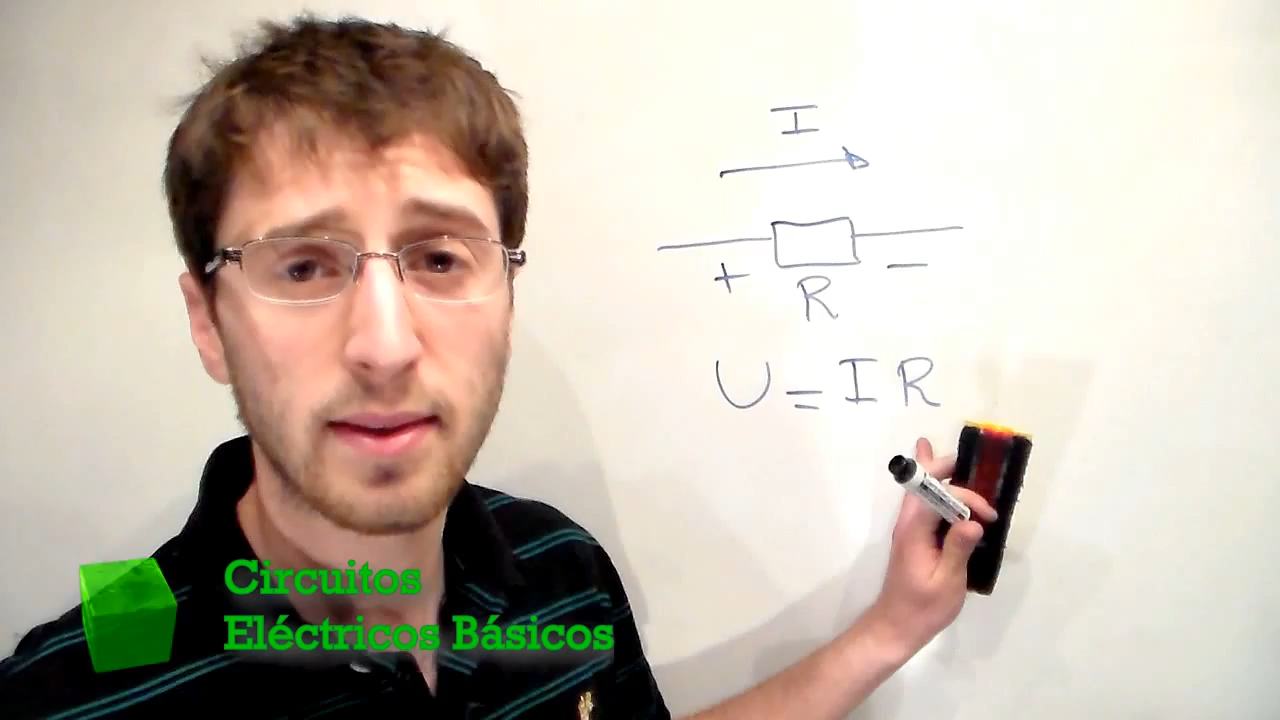 I
+ −
R
U = I R
Circuitos
Eléctricos Básicos